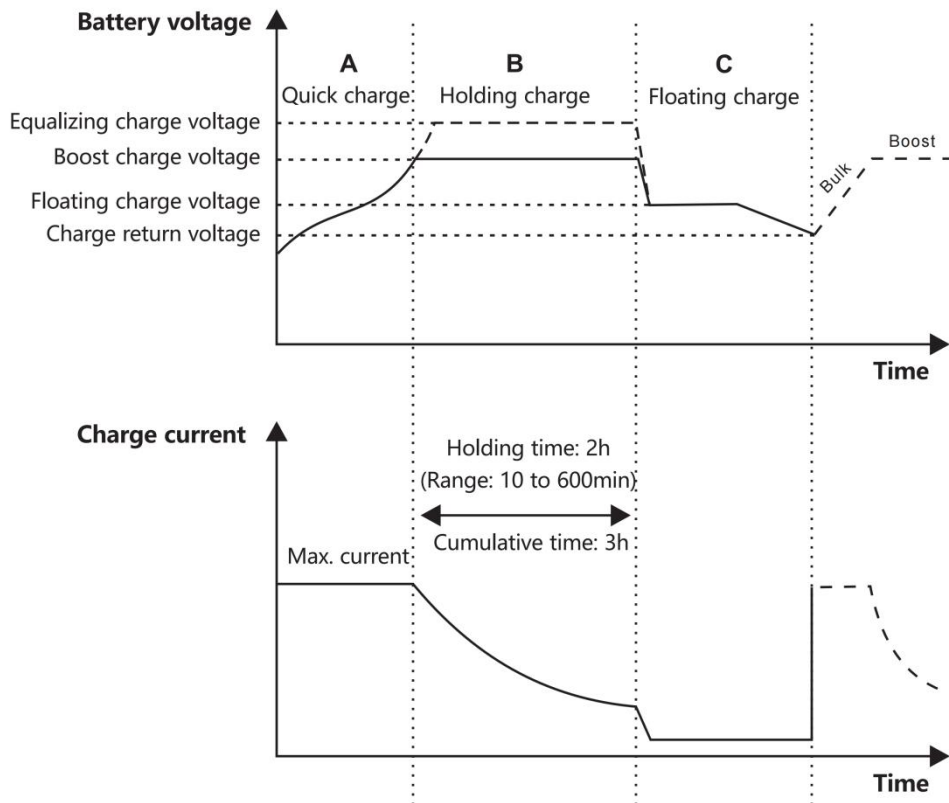 Battery voltage
A
B
C
Quick charge
Holding charge
Floating charge
Equalizing charge voltage
Boost charge voltage
Floating charge voltage
Charge return voltage
Bulk
Boost
Time
Charge current
Holding time: 2h
(Range: 10 to 600min)
Cumulative time: 3h
Max. current
Time